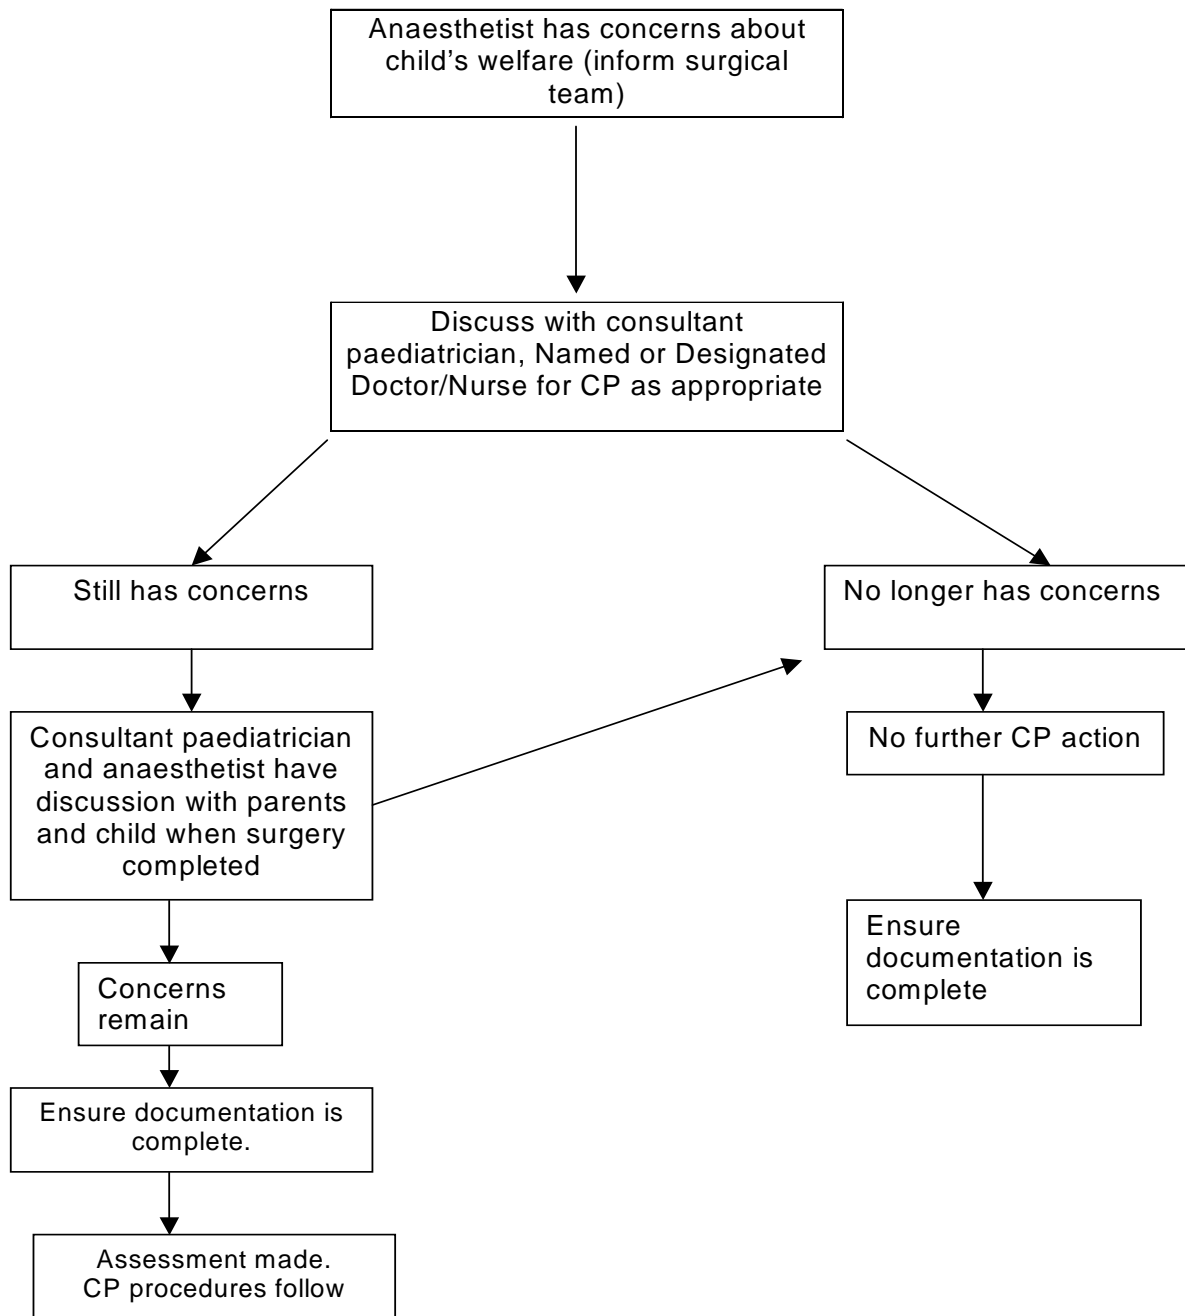 Anaesthetist has concerns about
child’s welfare (inform surgical
team)
Discuss with consultant
paediatrician, Named or Designated
Doctor/Nurse for CP as appropriate
Still has concerns
No longer has concerns
Consultant paediatrician
and anaesthetist have
discussion with parents
and child when surgery
completed
No further CP action
Concerns
remain
Ensure
documentation is
complete
Ensure documentation is
complete.
Assessment made.
CP procedures follow